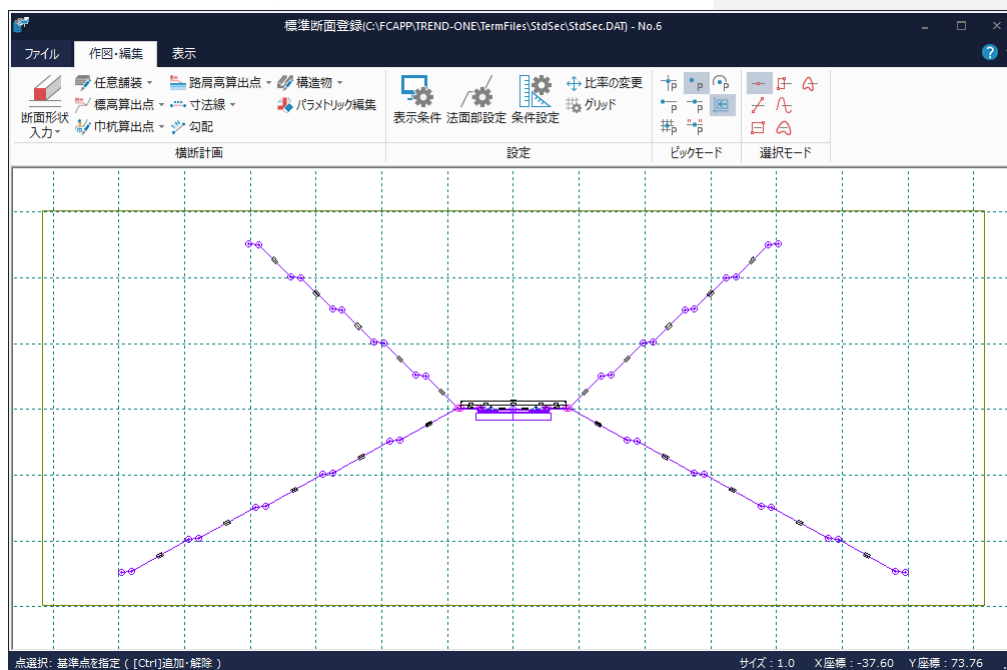 標準断面登録(C:\FCAPP\TREND-ONE\TermFiles\StdSec\StdSec.DAT) - No.6
ファイル 作図・編集 表示
断面形状入力
任意舗装 路肩高算出点 構造物
標高算出点 寸法線 パラメトリック編集
巾杭算出点 勾配
表示条件 法面部設定 条件設定
比率の変更
グリッド
横断計画 設定 ピックモード 選択モード
点選択: 基準点を指定 ( [Ctrl]追加・解除 ) サイズ : 1.0 X座標 : -37.60 Y座標 : 73.76